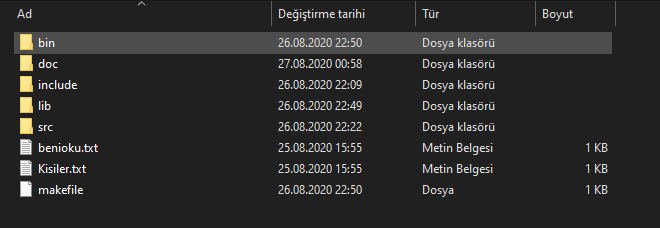 Ad Değiştirme tarihi Tür Boyut
bin 26.08.2020 22:50 Dosya klasörü
doc 27.08.2020 00:58 Dosya klasörü
include 26.08.2020 22:09 Dosya klasörü
lib 26.08.2020 22:49 Dosya klasörü
src 26.08.2020 22:22 Dosya klasörü
benioku.txt 25.08.2020 15:55 Metin Belgesi 1 KB
Kisiler.txt 25.08.2020 15:55 Metin Belgesi 1 KB
makefile 26.08.2020 22:50 Dosya 1 KB